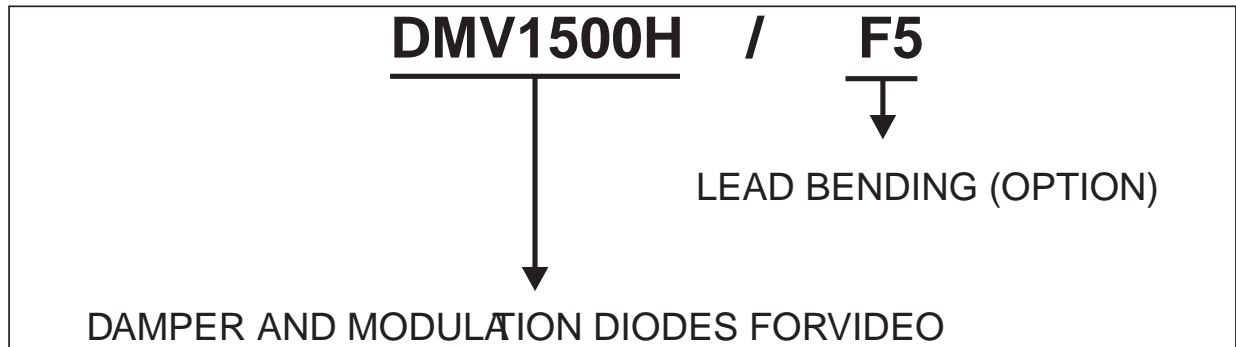 DMV1500H / F5
LEAD BENDING (OPTION)
DAMPER AND MODULATION DIODES FORVIDEO